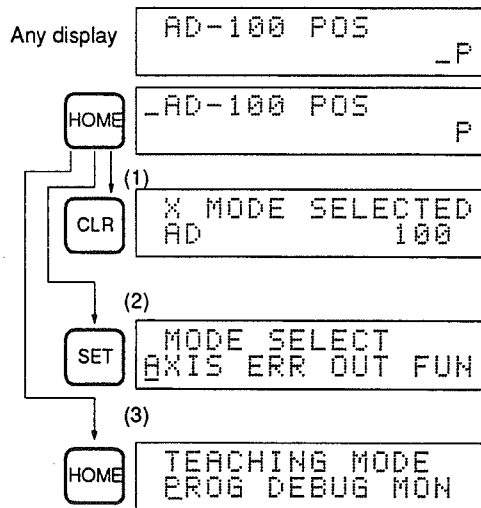 Any display
AD-100 POS
_P
HOME
_AD-100 POS
P
(1)
CLR
X MODE SELECTED
AD 100
(2)
SET
MODE SELECT
AXIS ERR OUT FUN
(3)
HOME
TEACHING MODE
PROG DEBUG MON